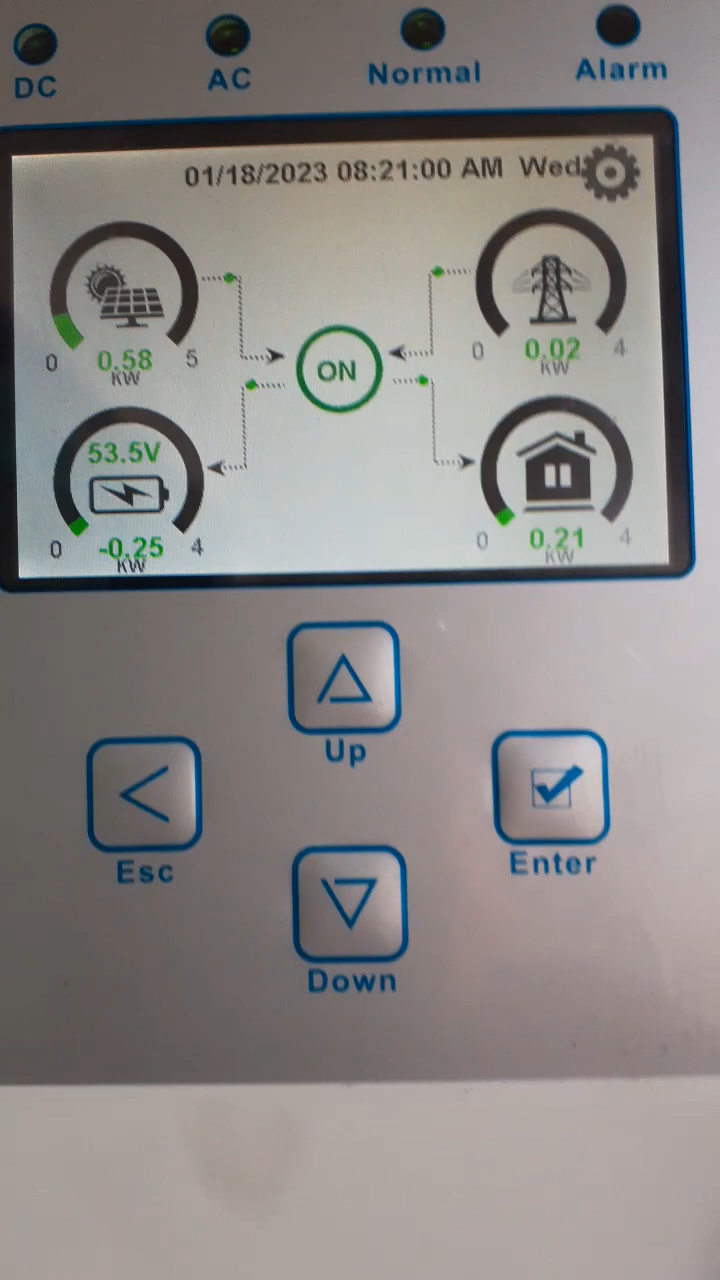 DC AC Normal Alarm
01/18/2023 08:21:00 AM Wed
0 0.58 5
KW
0 0.02 4
KW
ON
53.5V
0 -0.25 4
KW
0 0.21 4
KW
Up
Esc
Enter
Down